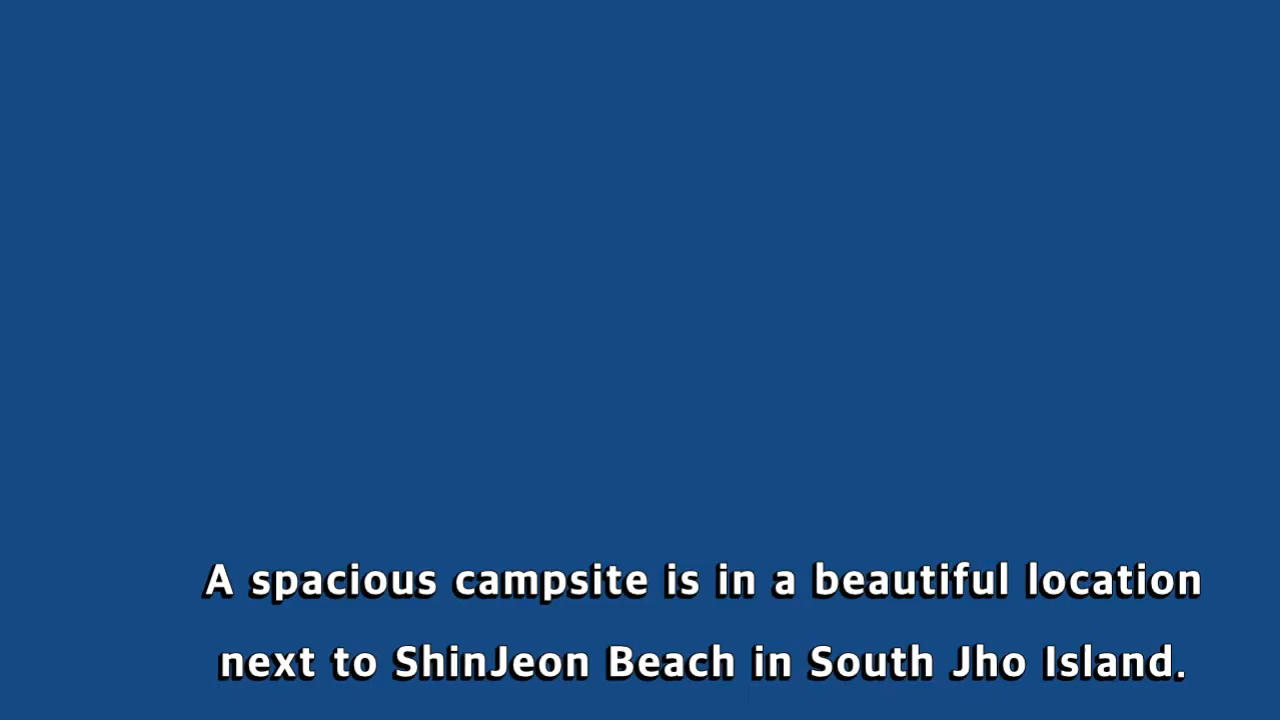 A spacious campsite is in a beautiful location
next to ShinJeon Beach in South Jho Island.